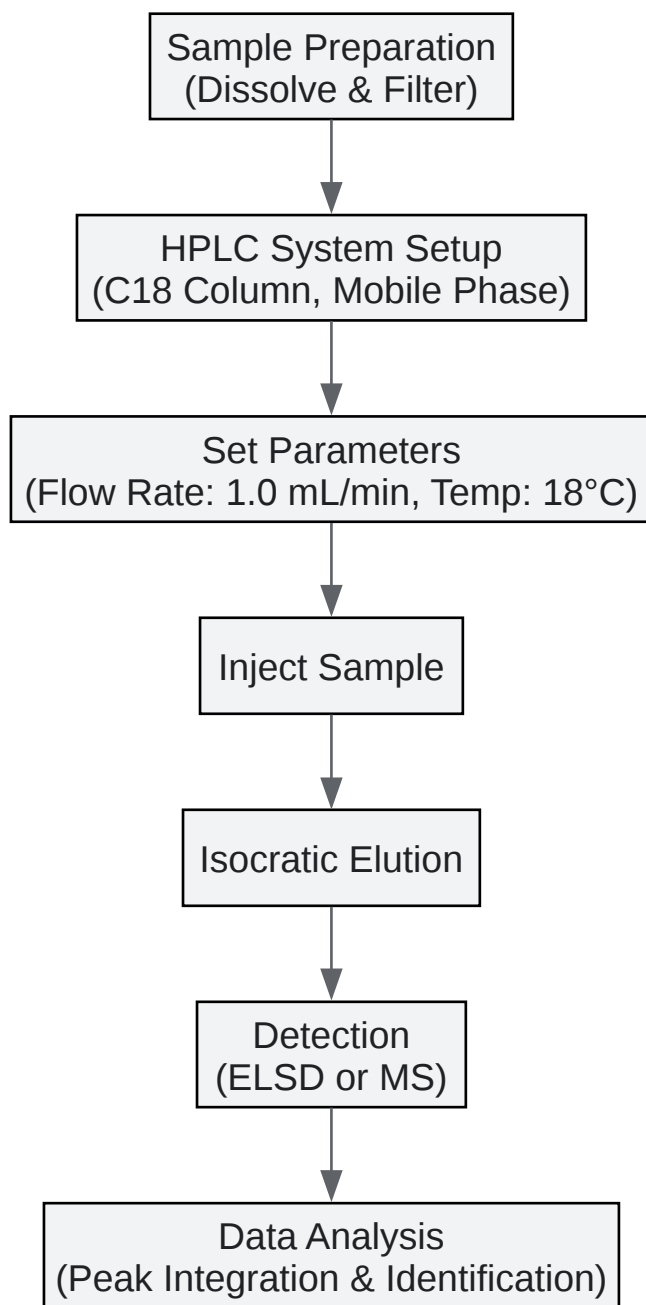 Sample Preparation
(Dissolve & Filter)
HPLC System Setup
(C18 Column, Mobile Phase)
Set Parameters
(Flow Rate: 1.0 mL/min, Temp: 18°C)
Inject Sample
Isocratic Elution
Detection
(ELSD or MS)
Data Analysis
(Peak Integration & Identification)